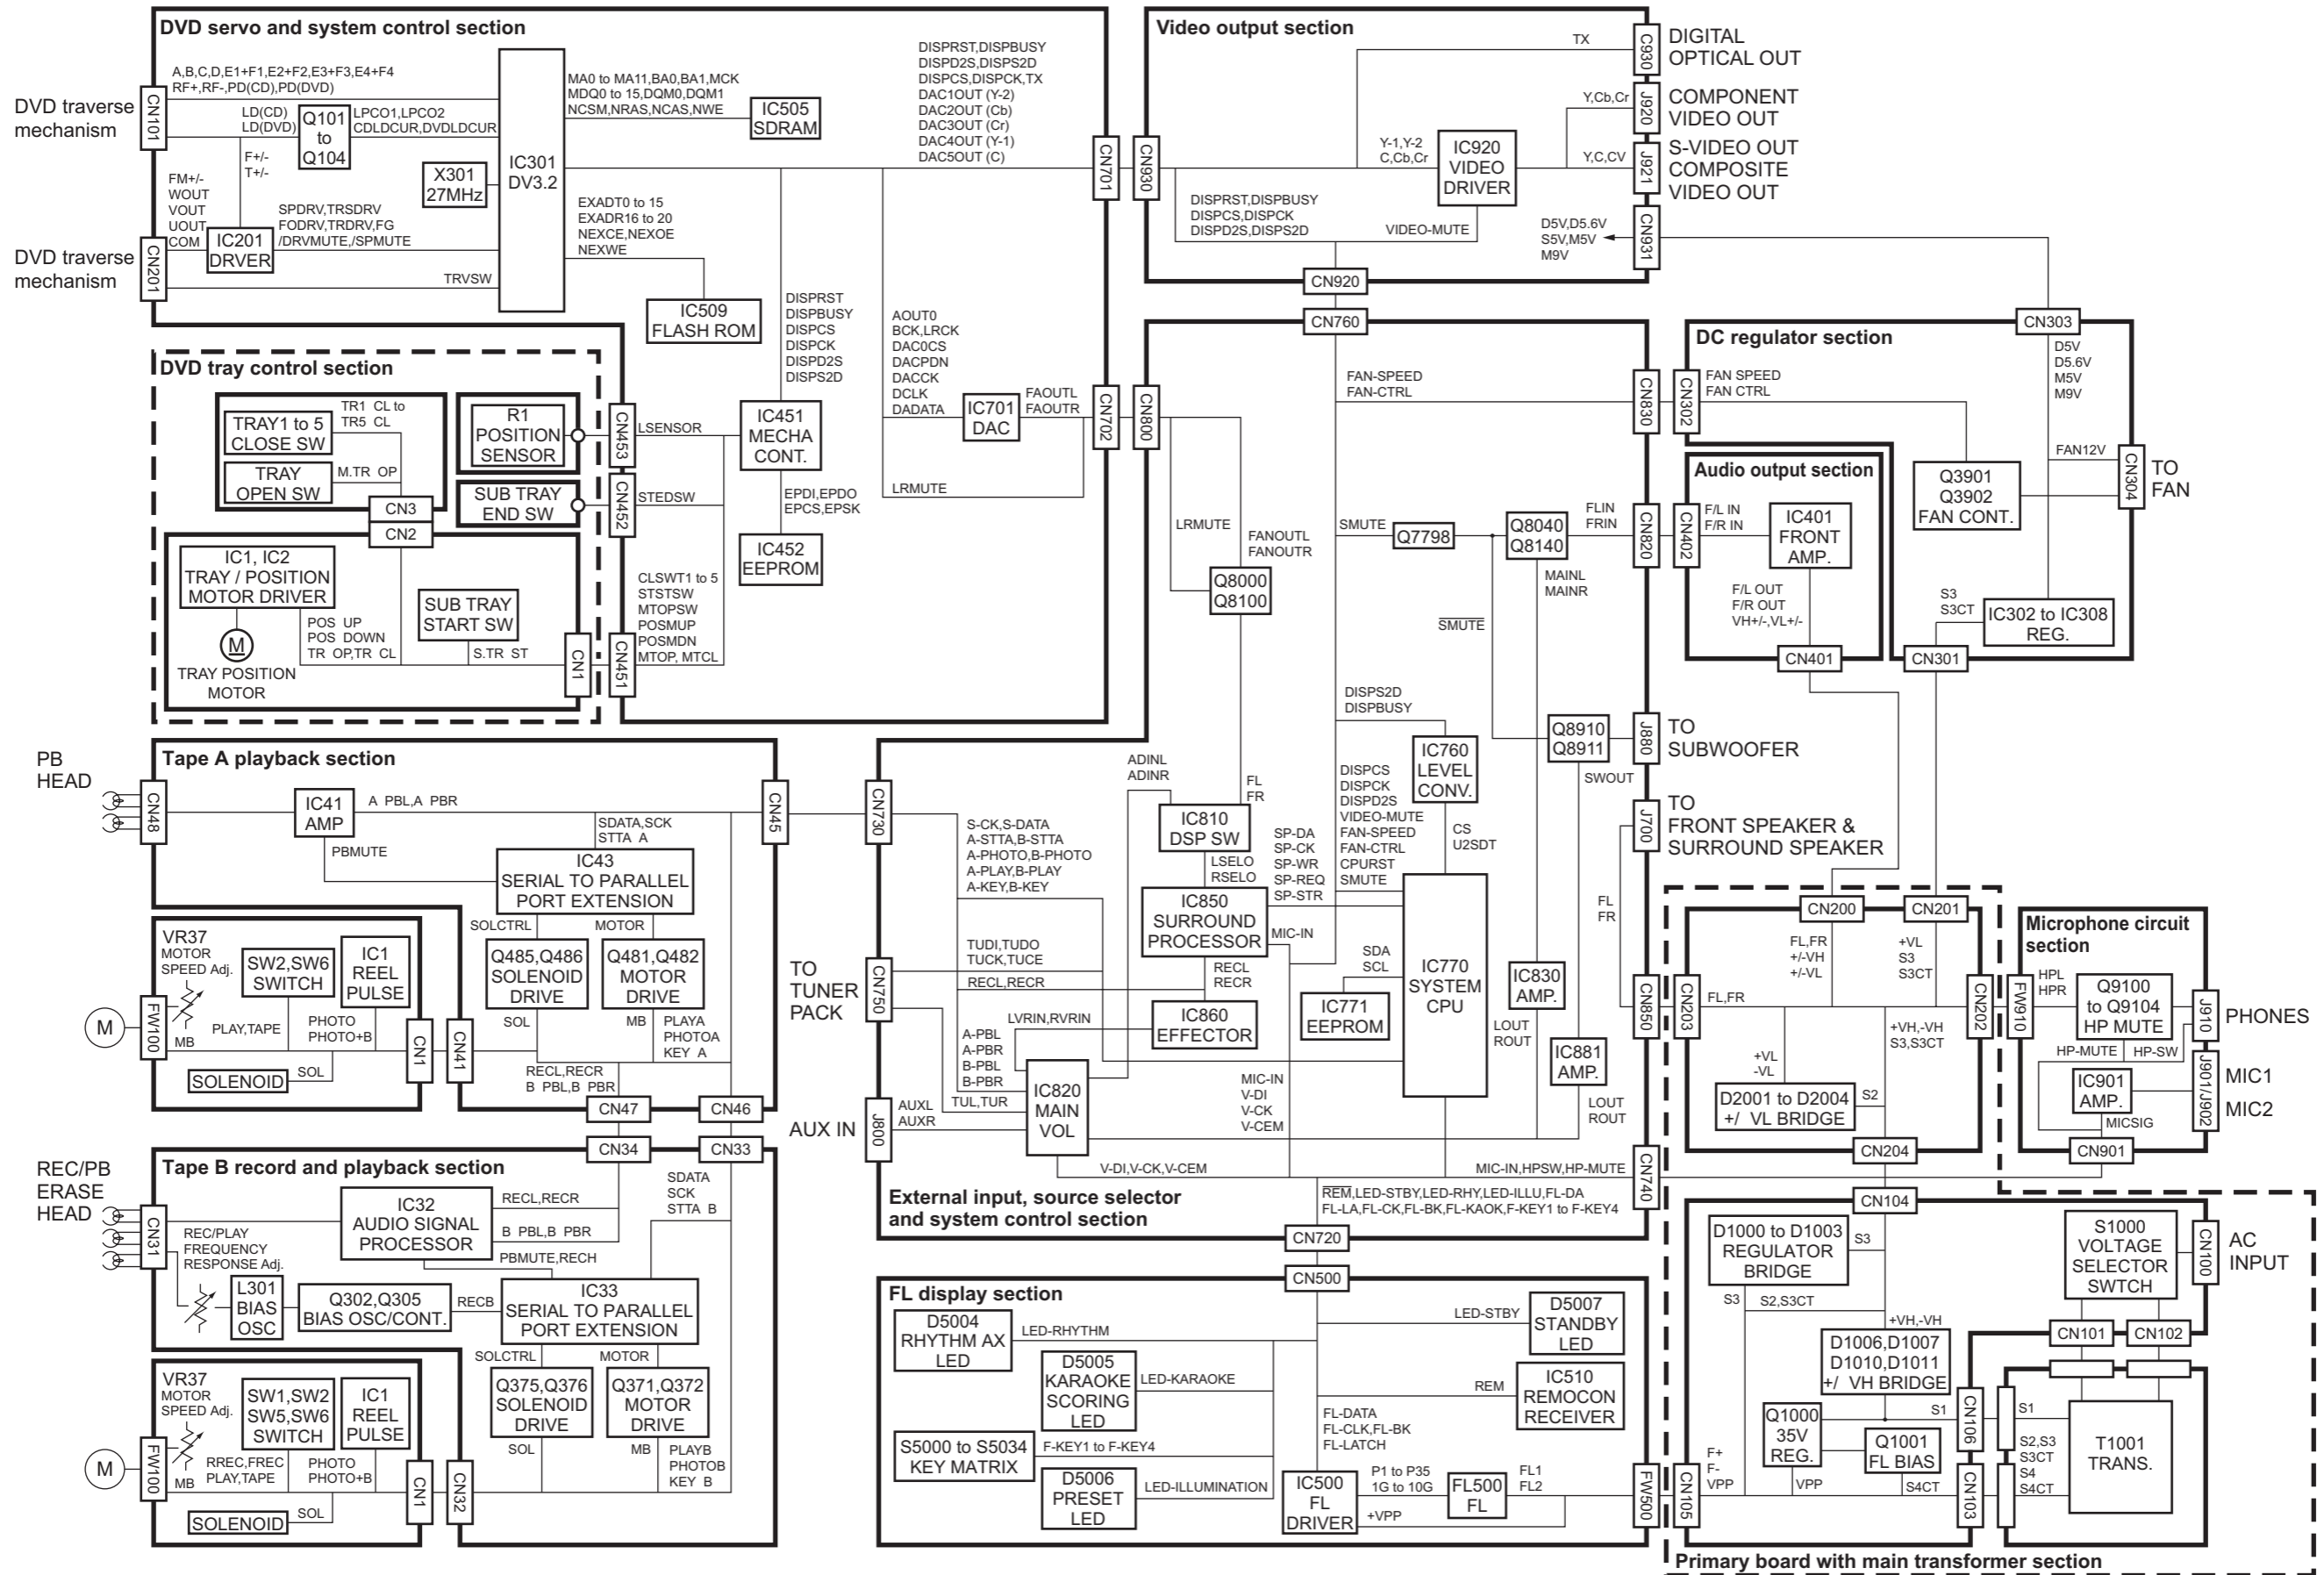 DVD servo and system control section
A,B,C,D,E1+F1,E2+F2,E3+F3,E4+F4
RF+,RF-,PD(CD),PD(DVD)
DVD traverse
mechanism
CN101
LD(CD)
LD(DVD)
Q101
to
Q104
LPCO1,LPCO2
CDLDCUR,DVDLDCUR
F+/-
T+/-
X301
27MHz
IC301
DV3.2
FM+/-
WOUT
VOUT
UOUT
COM
IC201
DRVER
SPDRV,TRSDRV
FODRV,TRDRV,FG
/DRVMUTE,/SPMUTE
DVD traverse
mechanism
CN201
TRVSW
MA0 to MA11,BA0,BA1,MCK
MDQ0 to 15,DQM0,DQM1
NCSM,NRAS,NCAS,NWE
IC505
SDRAM
DISPRST,DISPBUSY
DISPD2S,DISPS2D
DISPCS,DISPCK,TX
DAC1OUT (Y-2)
DAC2OUT (Cb)
DAC3OUT (Cr)
DAC4OUT (Y-1)
DAC5OUT (C)
CN701
EXADT0 to 15
EXADR16 to 20
NEXCE,NEXOE
NEXWE
IC509
FLASH ROM
DISPRST
DISPBUSY
DISPCS
DISPCK
DISPD2S
DISPS2D
AOUT0
BCK,LRCK
DAC0CS
DACPDN
DACCK
DCLK
DADATA
IC701
DAC
FAOUTL
FAOUTR
CN702
LRMUTE
IC451
MECHA
CONT.
EPDI,EPDO
EPCS,EPSK
IC452
EEPROM
CN453
LSENSOR
CN452
STEDSW
CLSWT1 to 5
STSTSW
MTOPSW
POSMUP
POSMDN
MTOP, MTCL
CN451
DVD tray control section
TRAY1 to 5
CLOSE SW
TR1 CL to
TR5 CL
TRAY
OPEN SW
M.TR OP
CN3
CN2
R1
POSITION
SENSOR
SUB TRAY
END SW
IC1, IC2
TRAY / POSITION
MOTOR DRIVER
M
TRAY POSITION
MOTOR
POS UP
POS DOWN
TR OP,TR CL
SUB TRAY
START SW
S.TR ST
CN1
Video output section
CN930
TX
C930
DIGITAL
OPTICAL OUT
Y,Cb,Cr
J920
COMPONENT
VIDEO OUT
Y-1,Y-2
C,Cb,Cr
IC920
VIDEO
DRIVER
Y,C,CV
J921
S-VIDEO OUT
COMPOSITE
VIDEO OUT
DISPRST,DISPBUSY
DISPCS,DISPCK
DISPD2S,DISPS2D
VIDEO-MUTE
D5V,D5.6V
S5V,M5V
M9V
CN931
CN920
CN760
DC regulator section
CN303
D5V
D5.6V
M5V
M9V
FAN-SPEED
FAN-CTRL
CN830
CN302
FAN SPEED
FAN CTRL
Q3901
Q3902
FAN CONT.
FAN12V
CN304
TO
FAN
S3
S3CT
IC302 to IC308
REG.
CN301
Audio output section
CN402
F/L IN
F/R IN
IC401
FRONT
AMP.
F/L OUT
F/R OUT
VH+/-,VL+/-
CN401
CN800
LRMUTE
FANOUTL
FANOUTR
Q8000
Q8100
SMUTE
Q7798
Q8040
Q8140
FLIN
FRIN
CN820
MAINL
MAINR
SMUTE
DISPS2D
DISPBUSY
IC760
LEVEL
CONV.
CS
U2SDT
Q8910
Q8911
J880
TO
SUBWOOFER
SWOUT
ADINL
ADINR
FL
FR
IC810
DSP SW
LSELO
RSELO
IC850
SURROUND
PROCESSOR
DISPCS
DISPCK
DISPD2S
VIDEO-MUTE
FAN-SPEED
FAN-CTRL
CPURST
SMUTE
SP-DA
SP-CK
SP-WR
SP-REQ
SP-STR
MIC-IN
SDA
SCL
IC771
EEPROM
IC770
SYSTEM
CPU
IC830
AMP.
LOUT
ROUT
IC881
AMP.
LOUT
ROUT
J700
TO
FRONT SPEAKER &
SURROUND SPEAKER
FL
FR
CN850
CN730
S-CK,S-DATA
A-STTA,B-STTA
A-PHOTO,B-PHOTO
A-PLAY,B-PLAY
A-KEY,B-KEY
TUDI,TUDO
TUCK,TUCE
RECL,RECR
RECL
RECR
IC860
EFFECTOR
LVRIN,RVRIN
TO
TUNER
PACK
CN750
A-PBL
A-PBR
B-PBL
B-PBR
TUL,TUR
IC820
MAIN
VOL
MIC-IN
V-DI
V-CK
V-CEM
AUX IN
J800
AUXL
AUXR
V-DI,V-CK,V-CEM
MIC-IN,HPSW,HP-MUTE
CN740
External input, source selector
and system control section
REM,LED-STBY,LED-RHY,LED-ILLU,FL-DA
FL-LA,FL-CK,FL-BK,FL-KAOK,F-KEY1 to F-KEY4
CN720
Tape A playback section
PB
HEAD
CN48
IC41
AMP
A PBL,A PBR
PBMUTE
SDATA,SCK
STTA A
IC43
SERIAL TO PARALLEL
PORT EXTENSION
CN45
SOLCTRL
MOTOR
Q485,Q486
SOLENOID
DRIVE
Q481,Q482
MOTOR
DRIVE
SOL
MB
PLAYA
PHOTOA
KEY A
VR37
MOTOR
SPEED Adj.
SW2,SW6
SWITCH
IC1
REEL
PULSE
M
FW100
MB
PLAY,TAPE
PHOTO
PHOTO+B
SOLENOID
SOL
CN1
CN41
RECL,RECR
B PBL,B PBR
CN47
CN46
CN34
CN33
Tape B record and playback section
REC/PB
ERASE
HEAD
CN31
IC32
AUDIO SIGNAL
PROCESSOR
RECL,RECR
B PBL,B PBR
SDATA
SCK
STTA B
PBMUTE,RECH
REC/PLAY
FREQUENCY
RESPONSE Adj.
L301
BIAS
OSC
Q302,Q305
BIAS OSC/CONT.
RECB
IC33
SERIAL TO PARALLEL
PORT EXTENSION
SOLCTRL
MOTOR
Q375,Q376
SOLENOID
DRIVE
Q371,Q372
MOTOR
DRIVE
SOL
MB
PLAYB
PHOTOB
KEY B
VR37
MOTOR
SPEED Adj.
SW1,SW2
SW5,SW6
SWITCH
IC1
REEL
PULSE
M
FW100
MB
RREC,FREC
PLAY,TAPE
PHOTO
PHOTO+B
SOLENOID
SOL
CN1
CN32
FL display section
CN500
D5004
RHYTHM AX
LED
LED-RHYTHM
D5005
KARAOKE
SCORING
LED
LED-KARAOKE
S5000 to S5034
KEY MATRIX
F-KEY1 to F-KEY4
D5006
PRESET
LED
LED-ILLUMINATION
LED-STBY
D5007
STANDBY
LED
REM
IC510
REMOCON
RECEIVER
FL-DATA
FL-CLK,FL-BK
FL-LATCH
IC500
FL
DRIVER
P1 to P35
1G to 10G
FL500
FL
FL1
FL2
+VPP
FW500
CN200
CN201
FL,FR
+/-VH
+/-VL
+VL
S3
S3CT
CN203
FL,FR
CN202
+VL
-VL
+VH,-VH
S3,S3CT
D2001 to D2004
+/ VL BRIDGE
S2
CN204
Microphone circuit
section
FW910
HPL
HPR
Q9100
to Q9104
HP MUTE
J910
PHONES
HP-MUTE
HP-SW
IC901
AMP.
J901/J902
MIC1
MIC2
MICSIG
CN901
CN104
D1000 to D1003
REGULATOR
BRIDGE
S3
S3
S2,S3CT
+VH,-VH
D1006,D1007
D1010,D1011
+/ VH BRIDGE
S1000
VOLTAGE
SELECTOR
SWTCH
CN100
AC
INPUT
CN101
CN102
Q1000
35V
REG.
Q1001
FL BIAS
S1
CN106
S1
F+
F-
VPP
CN105
VPP
S4CT
CN103
S2,S3
S3CT
S4
S4CT
T1001
TRANS.
Primary board with main transformer section